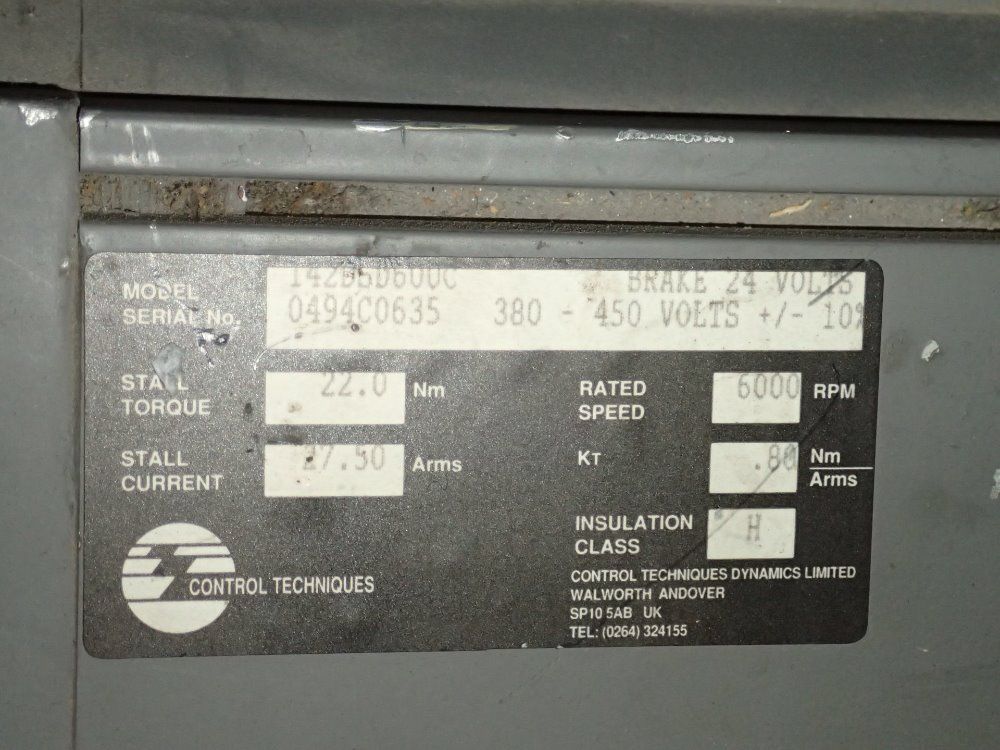 MODEL 142DSD600C BRAKE 24 VOLTS
SERIAL No. 0494C0635 380 - 450 VOLTS +/- 10%
STALL TORQUE 22.0 Nm
RATED SPEED 6000 RPM
STALL CURRENT 27.50 Arms
KT .80 Nm/Arms
INSULATION CLASS H
CONTROL TECHNIQUES
CONTROL TECHNIQUES DYNAMICS LIMITED
WALWORTH ANDOVER
SP10 5AB UK
TEL: (0264) 324155